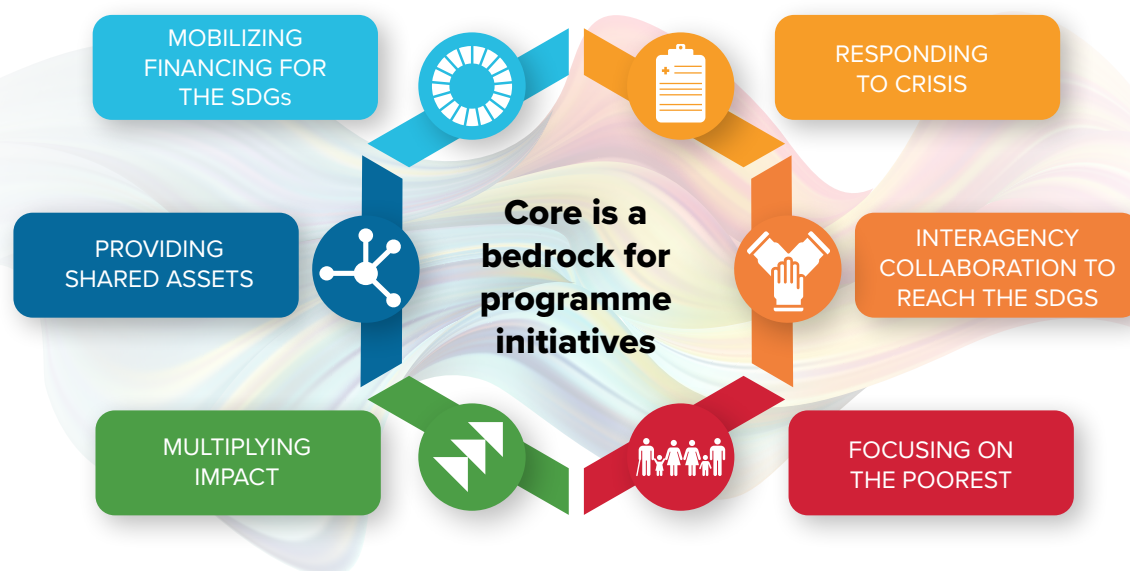 MOBILIZING
FINANCING FOR
THE SDGs
RESPONDING
TO CRISIS
PROVIDING
SHARED ASSETS
Core is a
bedrock for
programme
initiatives
INTERAGENCY
COLLABORATION TO
REACH THE SDGS
MULTIPLYING
IMPACT
FOCUSING ON
THE POOREST